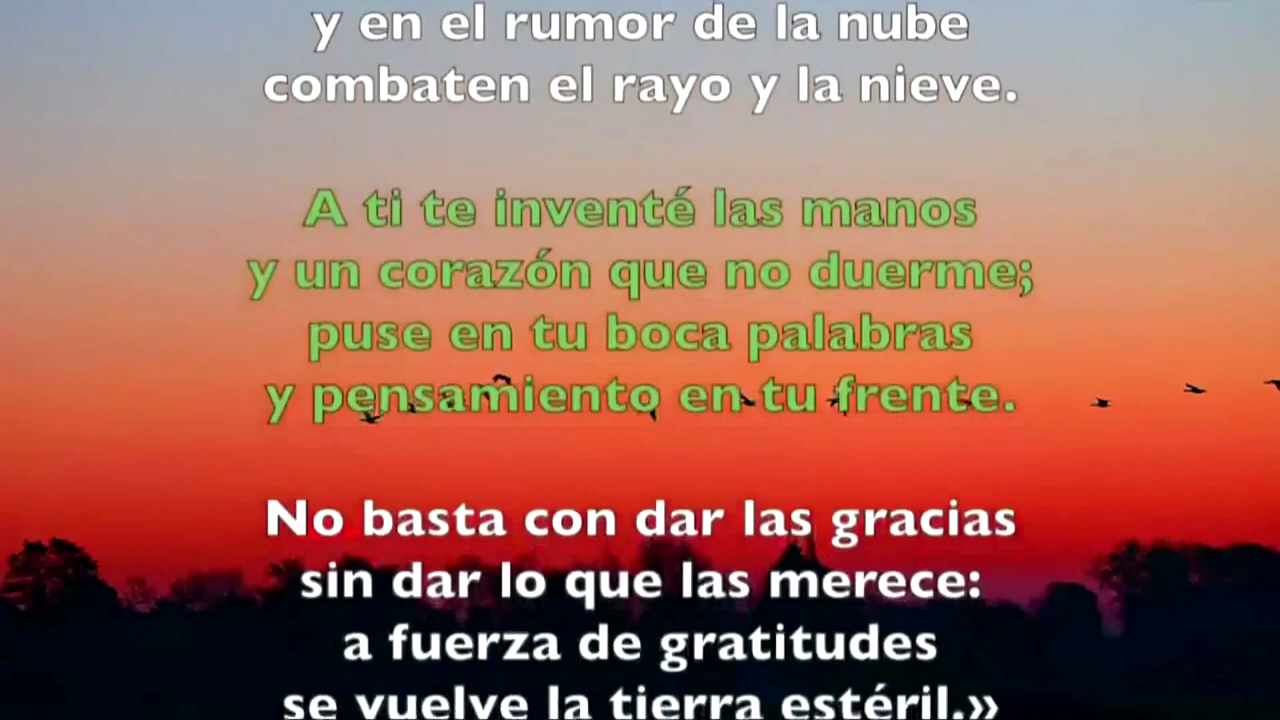 y en el rumor de la nube
combaten el rayo y la nieve.
A ti te inventé las manos
y un corazón que no duerme;
puse en tu boca palabras
y pensamiento en tu frente.
No basta con dar las gracias
sin dar lo que las merece:
a fuerza de gratitudes
se vuelve la tierra estéril.»